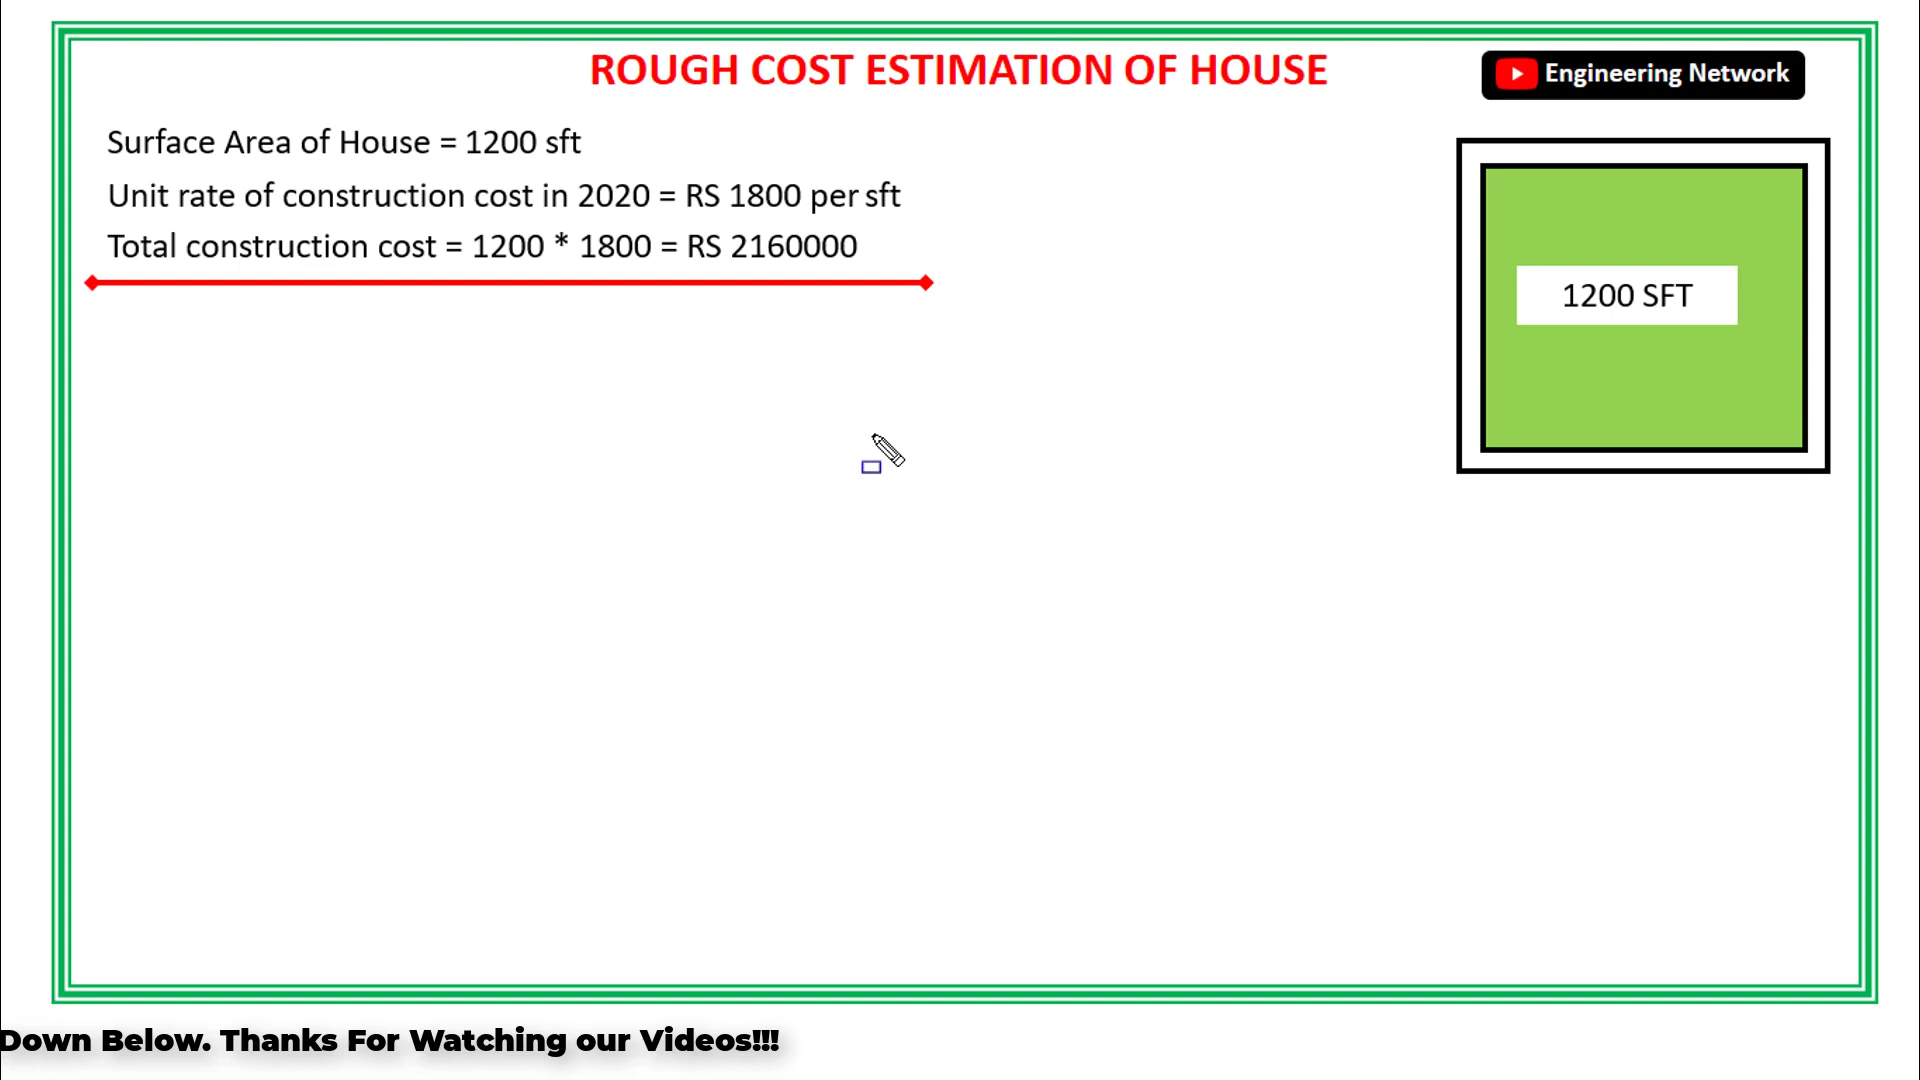 ROUGH COST ESTIMATION OF HOUSE
Engineering Network
Surface Area of House = 1200 sft
Unit rate of construction cost in 2020 = RS 1800 per sft
Total construction cost = 1200 * 1800 = RS 2160000
1200 SFT
Down Below. Thanks For Watching our Videos!!!